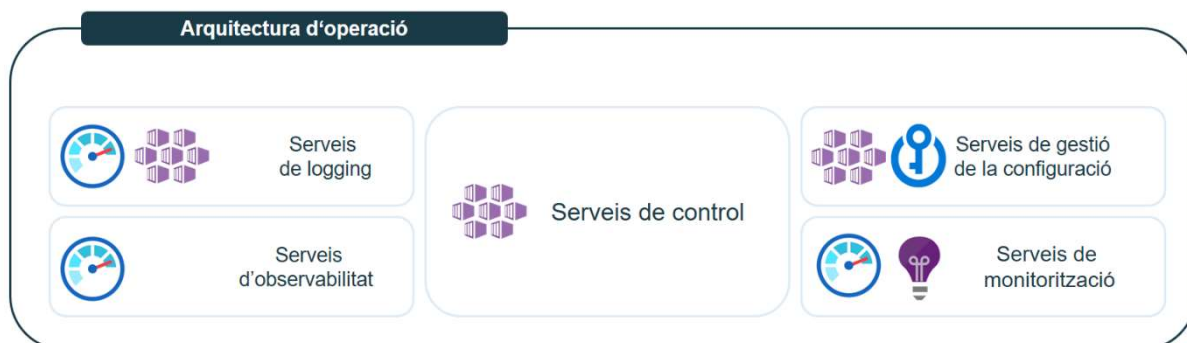 Arquitectura d‘operació
Serveis
de logging
Serveis
d’observabilitat
Serveis de control
Serveis de gestió
de la configuració
Serveis de
monitorització